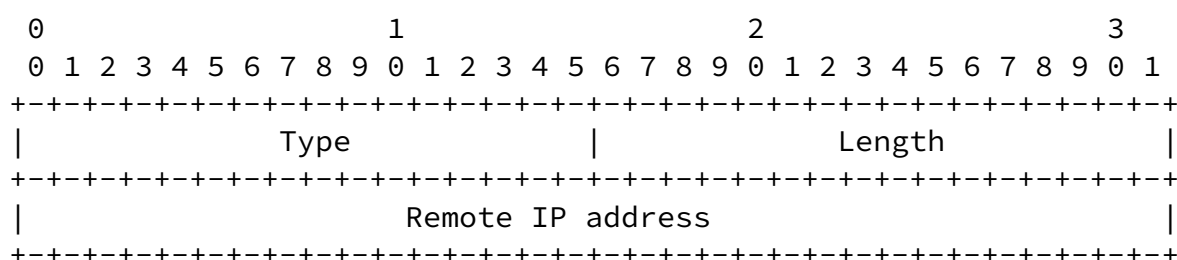 0                   1                   2                   3
 0 1 2 3 4 5 6 7 8 9 0 1 2 3 4 5 6 7 8 9 0 1 2 3 4 5 6 7 8 9 0 1
+-+-+-+-+-+-+-+-+-+-+-+-+-+-+-+-+-+-+-+-+-+-+-+-+-+-+-+-+-+-+-+-+
|              Type             |             Length            |
+-+-+-+-+-+-+-+-+-+-+-+-+-+-+-+-+-+-+-+-+-+-+-+-+-+-+-+-+-+-+-+-+
|                     Remote IP address                         |
+-+-+-+-+-+-+-+-+-+-+-+-+-+-+-+-+-+-+-+-+-+-+-+-+-+-+-+-+-+-+-+-+